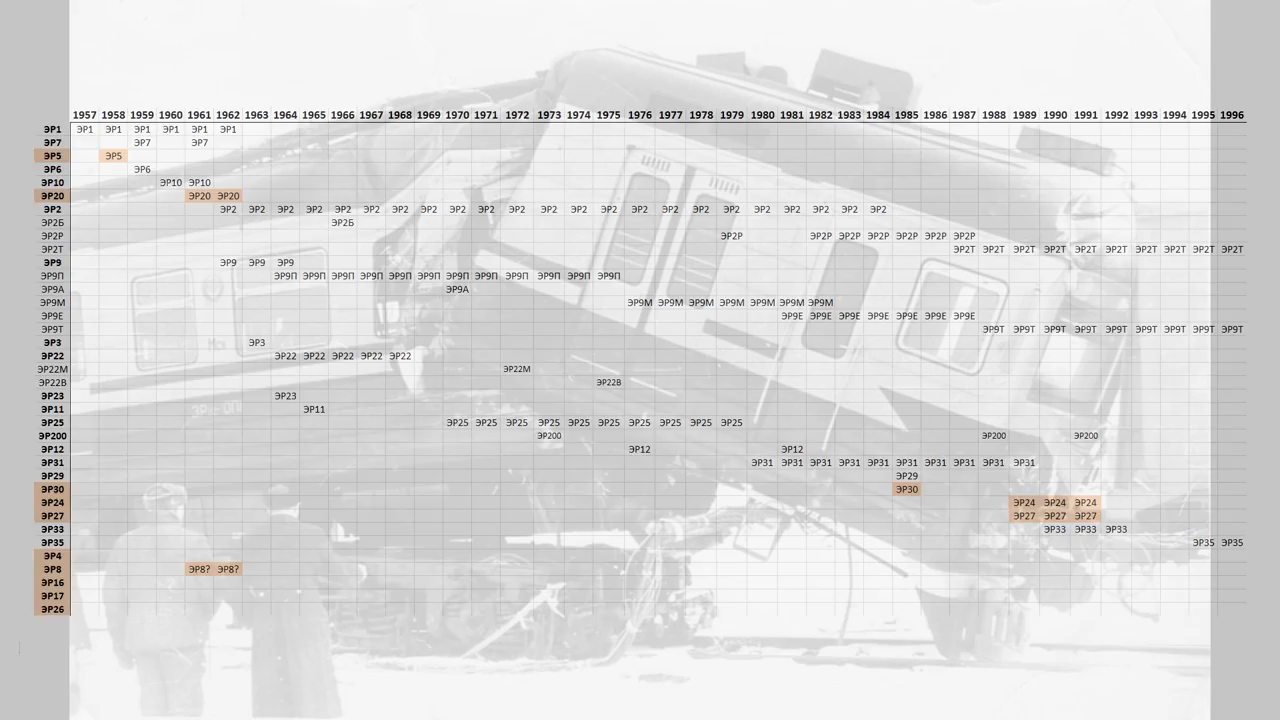 1957 1958 1959 1960 1961 1962 1963 1964 1965 1966 1967 1968 1969 1970 1971 1972 1973 1974 1975 1976 1977 1978 1979 1980 1981 1982 1983 1984 1985 1986 1987 1988 1989 1990 1991 1992 1993 1994 1995 1996
ЭР1 ЭР1 ЭР1 ЭР1 ЭР1 ЭР1 ЭР1
ЭР7 ЭР7 ЭР7
ЭР5 ЭР5
ЭР6 ЭР6
ЭР10 ЭР10 ЭР10
ЭР20 ЭР20 ЭР20
ЭР2 ЭР2 ЭР2 ЭР2 ЭР2 ЭР2 ЭР2 ЭР2 ЭР2 ЭР2 ЭР2 ЭР2 ЭР2 ЭР2 ЭР2 ЭР2 ЭР2 ЭР2 ЭР2 ЭР2 ЭР2 ЭР2 ЭР2 ЭР2
ЭР2Б ЭР2Б
ЭР2Р ЭР2Р ЭР2Р ЭР2Р ЭР2Р ЭР2Р ЭР2Р ЭР2Р
ЭР2Т ЭР2Т ЭР2Т ЭР2Т ЭР2Т ЭР2Т ЭР2Т ЭР2Т ЭР2Т ЭР2Т ЭР2Т
ЭР9 ЭР9 ЭР9 ЭР9
ЭР9П ЭР9П ЭР9П ЭР9П ЭР9П ЭР9П ЭР9П ЭР9П ЭР9П ЭР9П ЭР9П ЭР9П ЭР9П
ЭР9А ЭР9А
ЭР9М ЭР9М ЭР9М ЭР9М ЭР9М ЭР9М ЭР9М ЭР9М
ЭР9Е ЭР9Е ЭР9Е ЭР9Е ЭР9Е ЭР9Е ЭР9Е ЭР9Е
ЭР9Т ЭР9Т ЭР9Т ЭР9Т ЭР9Т ЭР9Т ЭР9Т ЭР9Т ЭР9Т ЭР9Т
ЭР3 ЭР3
ЭР22 ЭР22 ЭР22 ЭР22 ЭР22 ЭР22
ЭР22М ЭР22М
ЭР22В ЭР22В
ЭР23 ЭР23
ЭР11 ЭР11
ЭР25 ЭР25 ЭР25 ЭР25 ЭР25 ЭР25 ЭР25 ЭР25 ЭР25 ЭР25 ЭР25
ЭР200 ЭР200 ЭР200 ЭР200
ЭР12 ЭР12 ЭР12
ЭР31 ЭР31 ЭР31 ЭР31 ЭР31 ЭР31 ЭР31 ЭР31 ЭР31 ЭР31 ЭР31
ЭР29 ЭР29
ЭР30 ЭР30
ЭР24 ЭР24 ЭР24 ЭР24
ЭР27 ЭР27 ЭР27 ЭР27
ЭР33 ЭР33 ЭР33 ЭР33
ЭР35 ЭР35 ЭР35
ЭР4
ЭР8 ЭР8? ЭР8?
ЭР16
ЭР17
ЭР26